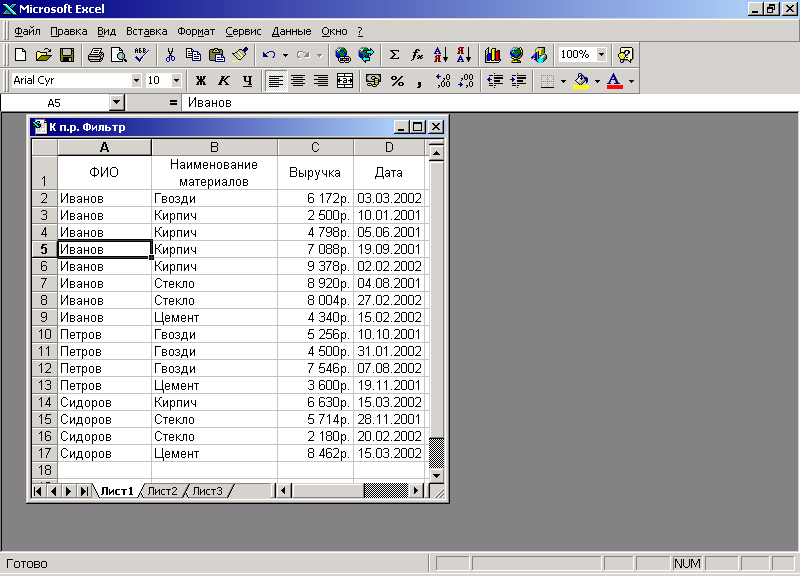 Microsoft Excel
Файл Правка Вид Вставка Формат Сервис Данные Окно ?
100%
Arial Cyr 10 Ж К Ч
A5 = Иванов
К п.р. Фильтр
A B C D
1 ФИО Наименование материалов Выручка Дата
2 Иванов Гвозди 6 172р. 03.03.2002
3 Иванов Кирпич 2 500р. 10.01.2001
4 Иванов Кирпич 4 798р. 05.06.2001
5 Иванов Кирпич 7 088р. 19.09.2001
6 Иванов Кирпич 9 378р. 02.02.2002
7 Иванов Стекло 8 920р. 04.08.2001
8 Иванов Стекло 8 004р. 27.02.2002
9 Иванов Цемент 4 340р. 15.02.2002
10 Петров Гвозди 5 256р. 10.10.2001
11 Петров Гвозди 4 500р. 31.01.2002
12 Петров Гвозди 7 546р. 07.08.2002
13 Петров Цемент 3 600р. 19.11.2001
14 Сидоров Кирпич 6 630р. 15.03.2002
15 Сидоров Стекло 5 714р. 28.11.2001
16 Сидоров Стекло 2 180р. 20.02.2002
17 Сидоров Цемент 8 462р. 15.03.2002
18
Лист1 Лист2 Лист3
Готово NUM